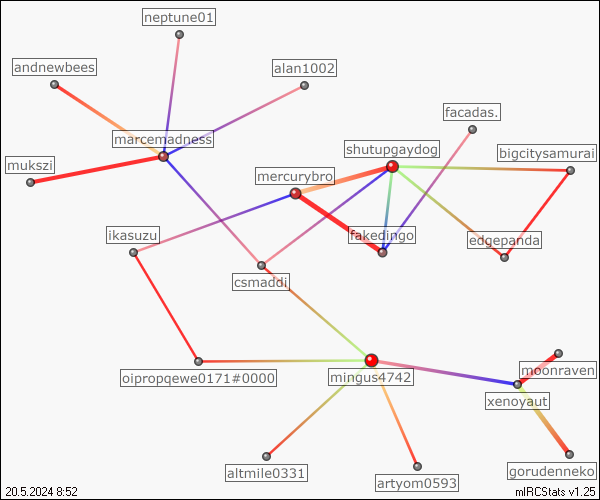 neptune01
andnewbees
alan1002
facadas.
marcemadness
shutupgaydog
bigcitysamurai
mukszi
mercurybro
ikasuzu
fakedingo
edgepanda
csmaddi
moonraven
oipropqewe0171#0000
mingus4742
xenoyaut
altmile0331
gorudenneko
artyom0593
20.5.2024 8:52
mIRCStats v1.25